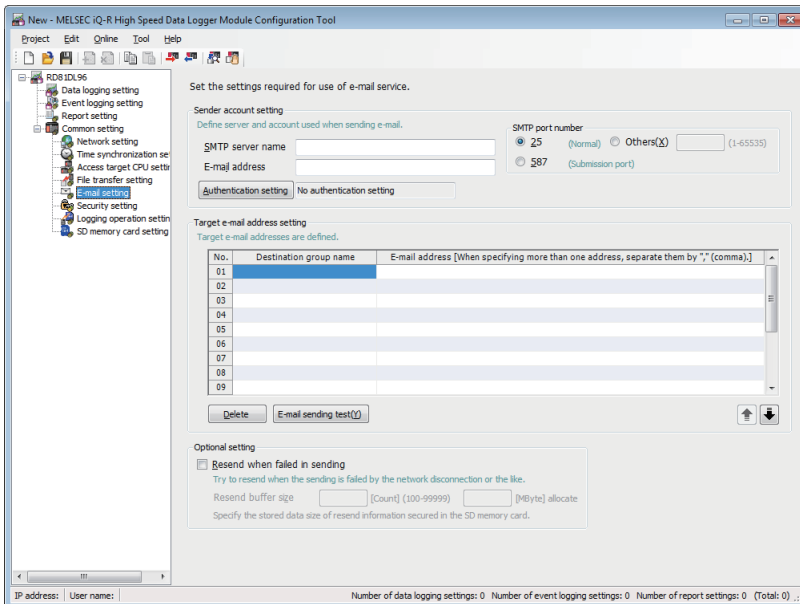 New - MELSEC iQ-R High Speed Data Logger Module Configuration Tool
Project Edit Online Tool Help
RD81DL96
Data logging setting
Event logging setting
Report setting
Common setting
Network setting
Time synchronization se
Access target CPU settin
File transfer setting
E-mail setting
Security setting
Logging operation settin
SD memory card setting
Set the settings required for use of e-mail service.
Sender account setting
Define server and account used when sending e-mail.
SMTP server name
E-mail address
Authentication setting No authentication setting
SMTP port number
25 (Normal) Others(X) (1-65535)
587 (Submission port)
Target e-mail address setting
Target e-mail addresses are defined.
No. Destination group name E-mail address [When specifying more than one address, separate them by "," (comma).]
01
02
03
04
05
06
07
08
09
Delete E-mail sending test(Y)
Optional setting
Resend when failed in sending
Try to resend when the sending is failed by the network disconnection or the like.
Resend buffer size [Count] (100-99999) [MByte] allocate
Specify the stored data size of resend information secured in the SD memory card.
IP address: User name: Number of data logging settings: 0 Number of event logging settings: 0 Number of report settings: 0 (Total: 0)